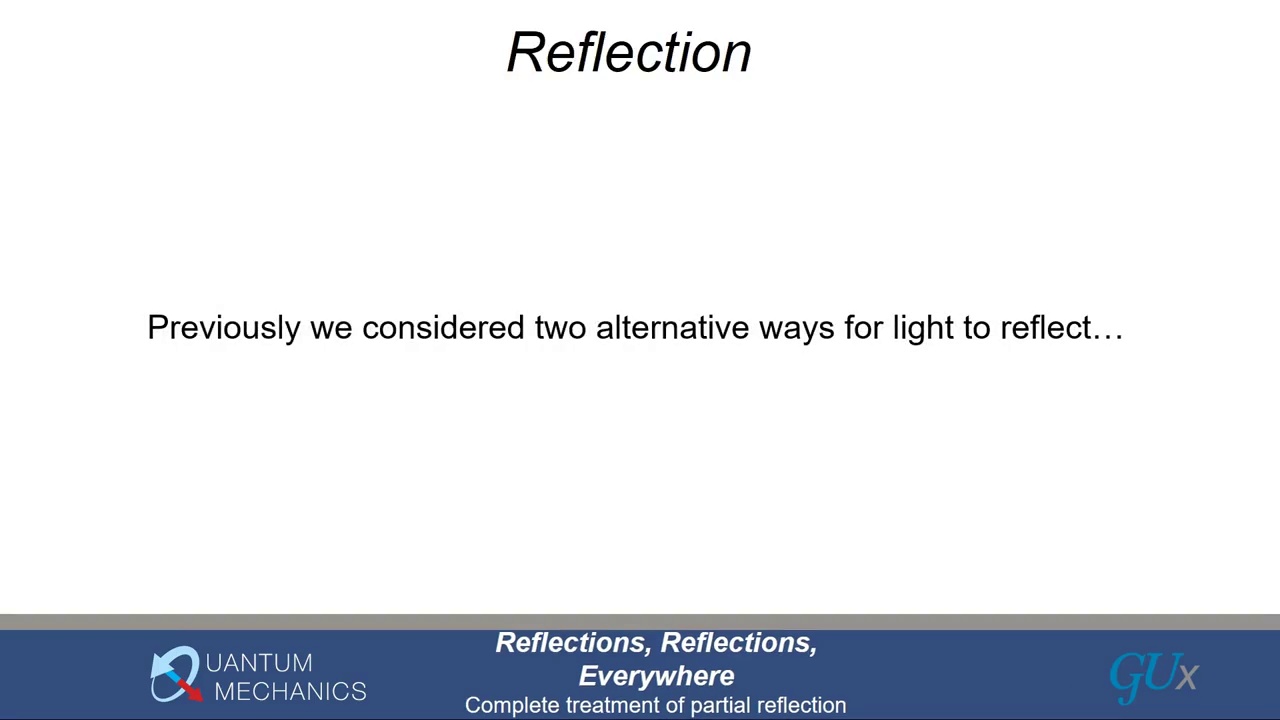 Reflection
Previously we considered two alternative ways for light to reflect…
Reflections, Reflections,
Everywhere
Complete treatment of partial reflection
QUANTUM
MECHANICS
GUx